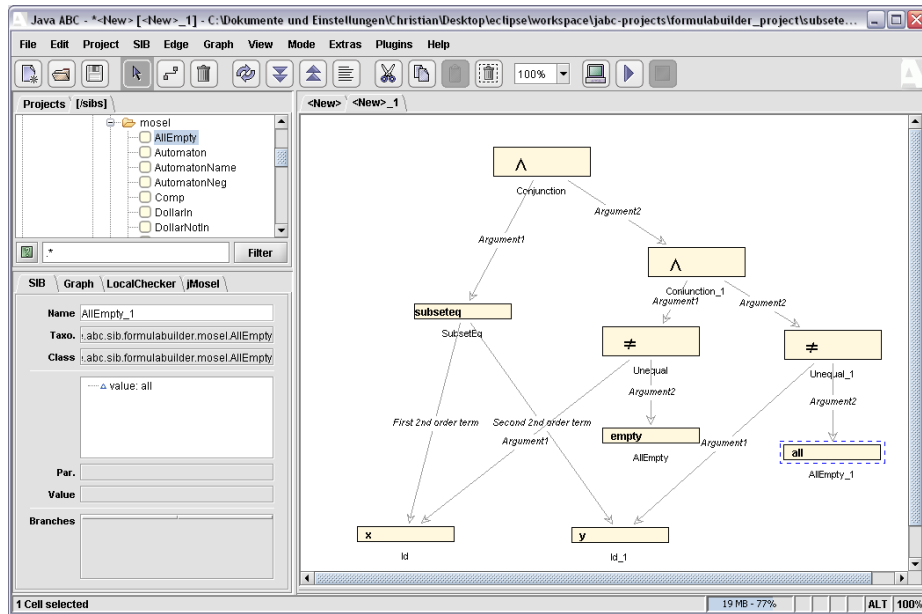 Java ABC - *<New> [<New>_1] - C:\Dokumente und Einstellungen\Christian\Desktop\eclipse\workspace\jabc-projects\formulabuilder_project\subsete...
File Edit Project SIB Edge Graph View Mode Extras Plugins Help
100%
Projects [/sibs]
<New> <New>_1
mosel
AllEmpty
Automaton
AutomatonName
AutomatonNeg
Comp
DollarIn
DollarNotIn
.* Filter
SIB Graph LocalChecker jMosel
Name AllEmpty_1
Taxo. :.abc.sib.formulabuilder.mosel.AllEmpty
Class :.abc.sib.formulabuilder.mosel.AllEmpty
value: all
Par.
Value
Branches
∧
Conjunction
Argument1
Argument2
∧
Conjunction_1
Argument1
Argument2
subseteq
SubsetEq
≠
Unequal
≠
Unequal_1
Argument2
Argument2
First 2nd order term
Second 2nd order term
Argument1
Argument1
empty
AllEmpty
all
AllEmpty_1
x
Id
y
Id_1
1 Cell selected
19 MB - 77%
ALT 100%